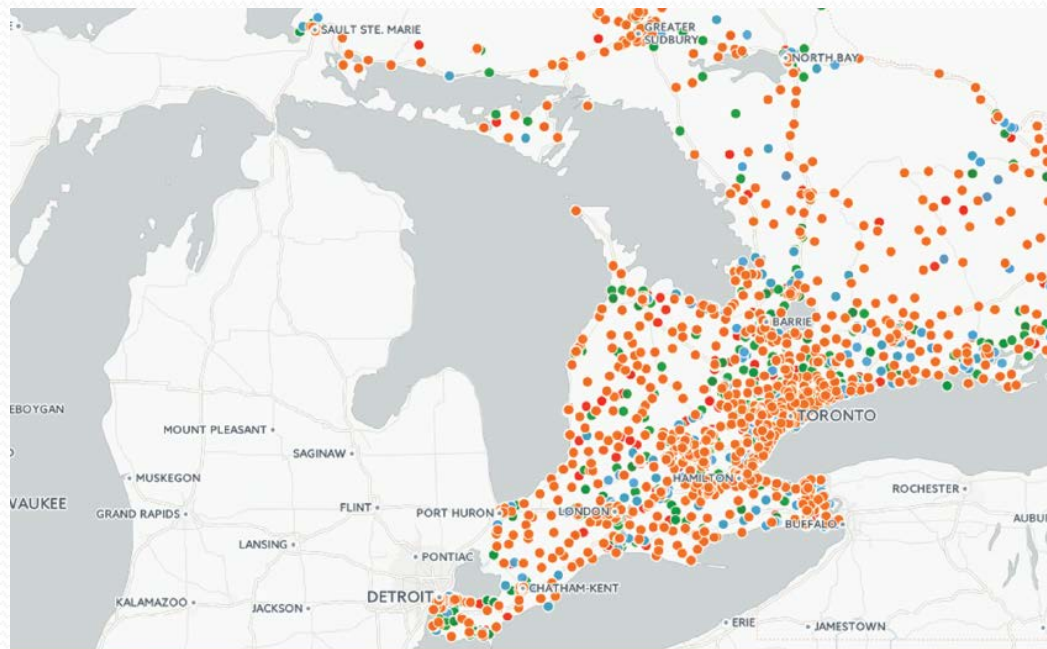 SAULT STE. MARIE
GREATER
SUDBURY
NORTH BAY
BARRIE
EBOYGAN
MOUNT PLEASANT
TORONTO
SAGINAW
MUSKEGON
HAMILTON
ROCHESTER
WAUKEE
GRAND RAPIDS
FLINT
PORT HURON
LONDON
BUFFALO
AUBU
LANSING
PONTIAC
CHATHAM-KENT
DETROIT
KALAMAZOO
JACKSON
ERIE
JAMESTOWN